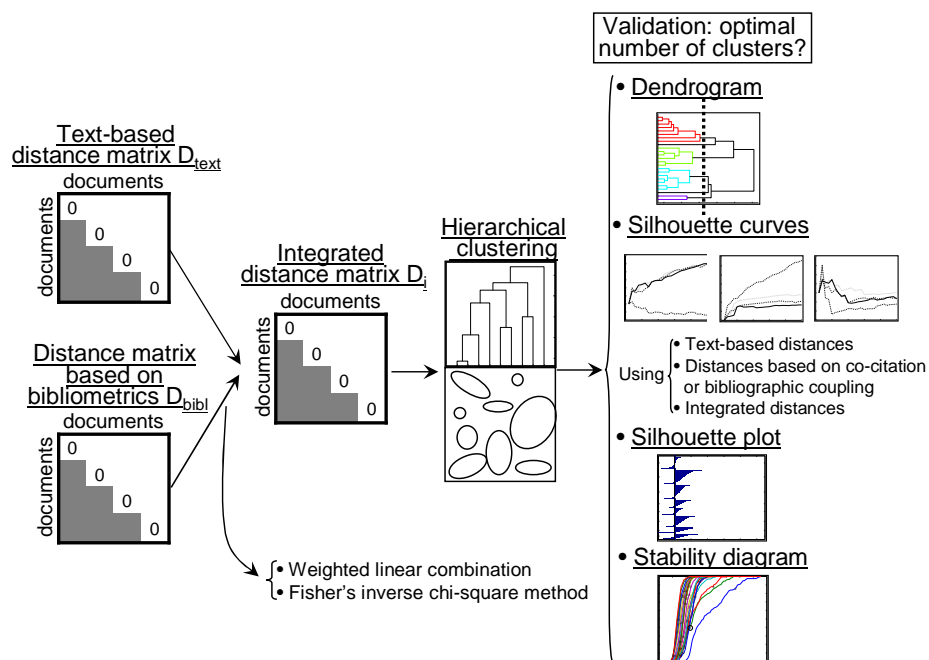 Validation: optimal
number of clusters?
• Dendrogram
Text-based
distance matrix D_text
documents
documents
0
0
0
0
• Silhouette curves
Hierarchical
clustering
Integrated
distance matrix D_i
documents
documents
0
0
0
0
Distance matrix
based on
bibliometrics D_bibl
documents
documents
0
0
0
0
Using
• Text-based distances
• Distances based on co-citation
or bibliographic coupling
• Integrated distances
• Silhouette plot
• Stability diagram
• Weighted linear combination
• Fisher's inverse chi-square method